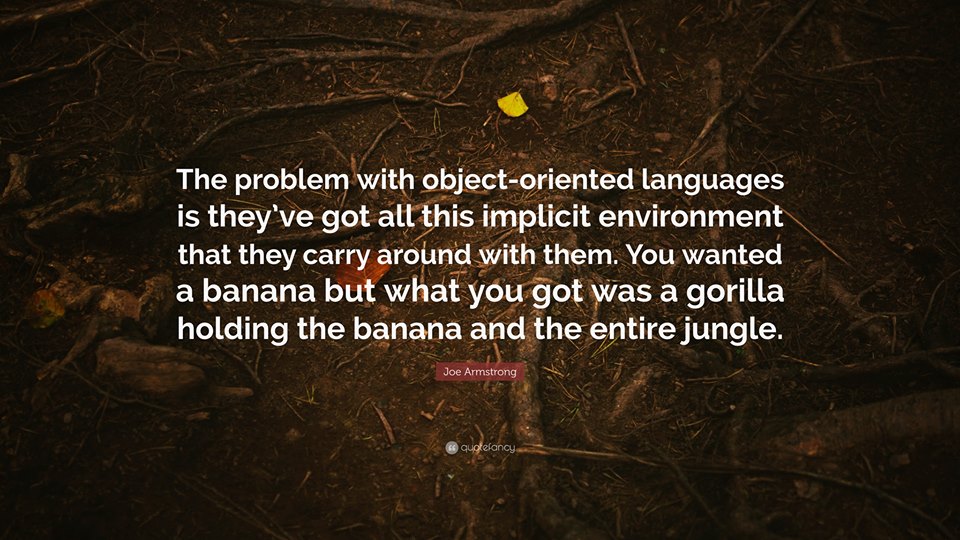 The problem with object-oriented languages
is they’ve got all this implicit environment
that they carry around with them. You wanted
a banana but what you got was a gorilla
holding the banana and the entire jungle.
Joe Armstrong
quotefancy